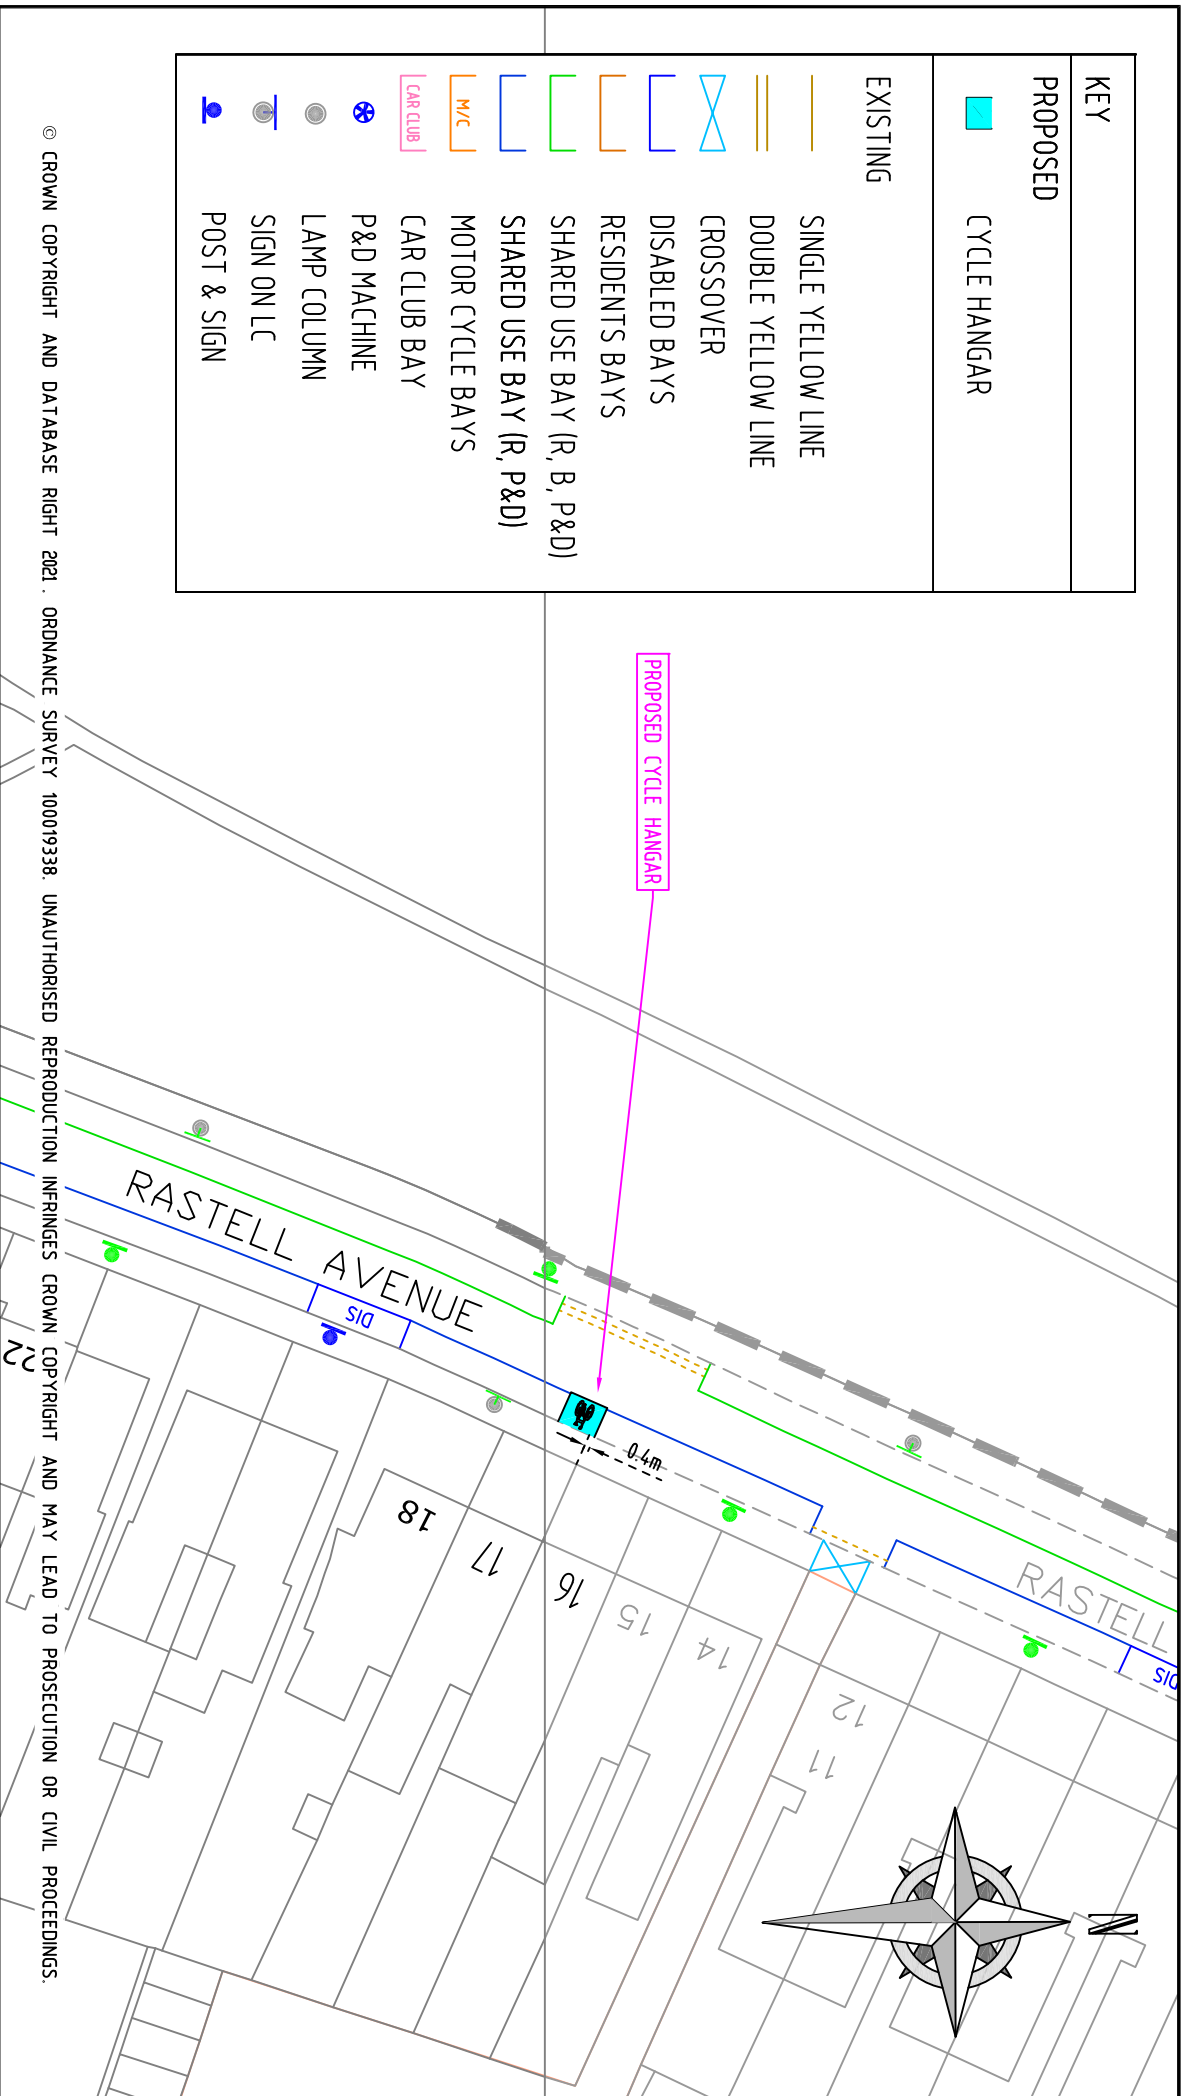 KEY
PROPOSED
CYCLE HANGAR
EXISTING
SINGLE YELLOW LINE
DOUBLE YELLOW LINE
CROSSOVER
DISABLED BAYS
RESIDENTS BAYS
SHARED USE BAY (R, B, P&D)
SHARED USE BAY (R, P&D)
M/C MOTOR CYCLE BAYS
CAR CLUB CAR CLUB BAY
P&D MACHINE
LAMP COLUMN
SIGN ON LC
POST & SIGN
PROPOSED CYCLE HANGAR
N
RASTELL
DIS
12
11
14
15
16
17
18
0.4m
RASTELL AVENUE
DIS
22
© CROWN COPYRIGHT AND DATABASE RIGHT 2021. ORDNANCE SURVEY 100019338. UNAUTHORISED REPRODUCTION INFRINGES CROWN COPYRIGHT AND MAY LEAD TO PROSECUTION OR CIVIL PROCEEDINGS.